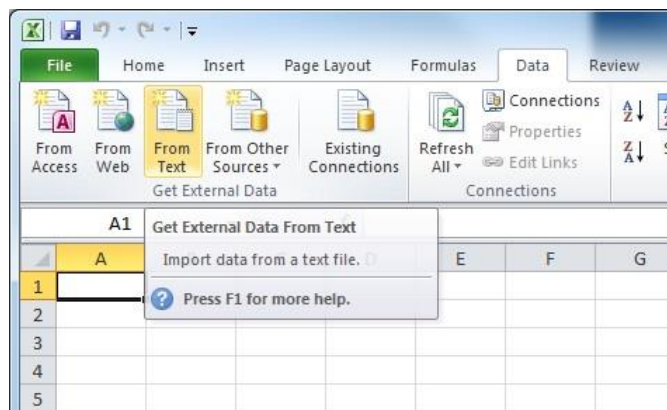 File Home Insert Page Layout Formulas Data Review
From Access
From Web
From Text
From Other Sources
Existing Connections
Refresh All
Connections
Properties
Edit Links
Get External Data
Connections
A1
Get External Data From Text
Import data from a text file.
Press F1 for more help.
A E F G
1
2
3
4
5